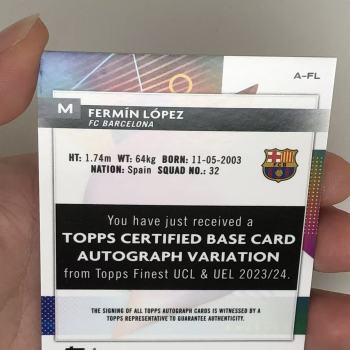 A-FL
M FERMÍN LÓPEZ
FC BARCELONA
HT: 1.74m WT: 64kg BORN: 11-05-2003
NATION: Spain SQUAD NO.: 32
FCB
You have just received a
TOPPS CERTIFIED BASE CARD
AUTOGRAPH VARIATION
from Topps Finest UCL & UEL 2023/24.
THE SIGNING OF ALL TOPPS AUTOGRAPH CARDS IS WITNESSED BY A
TOPPS REPRESENTATIVE TO GUARANTEE AUTHENTICITY.